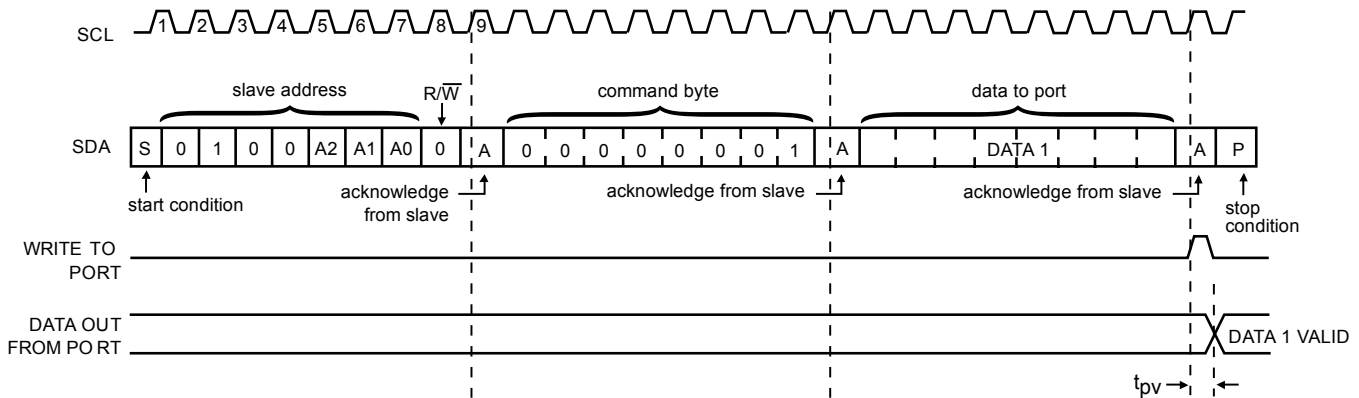 SCL 1 2 3 4 5 6 7 8 9
slave address R/W̅ command byte data to port
SDA S 0 1 0 0 A2 A1 A0 0 A 0 0 0 0 0 0 0 1 A DATA 1 A P
start condition
acknowledge
from slave
acknowledge from slave
acknowledge from slave
stop
condition
WRITE TO
PORT
DATA OUT
FROM PORT
DATA 1 VALID
tpv